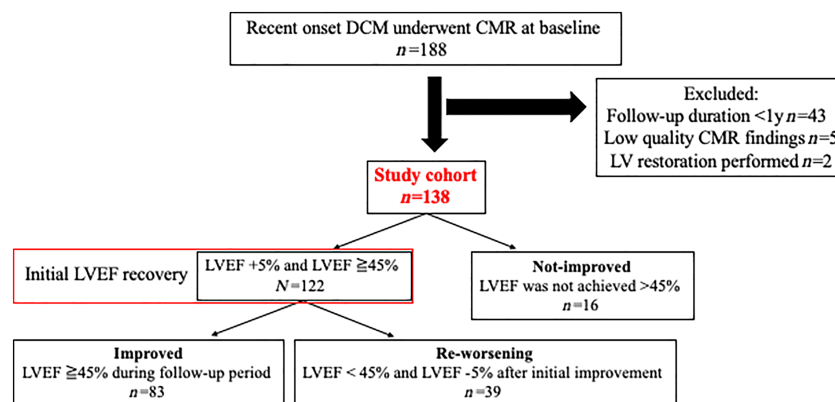 Recent onset DCM underwent CMR at baseline
n=188
Excluded:
Follow-up duration <1y n=43
Low quality CMR findings n=5
LV restoration performed n=2
Study cohort
n=138
Initial LVEF recovery
LVEF +5% and LVEF ≧45%
N=122
Not-improved
LVEF was not achieved >45%
n=16
Improved
LVEF ≧45% during follow-up period
n=83
Re-worsening
LVEF < 45% and LVEF -5% after initial improvement
n=39